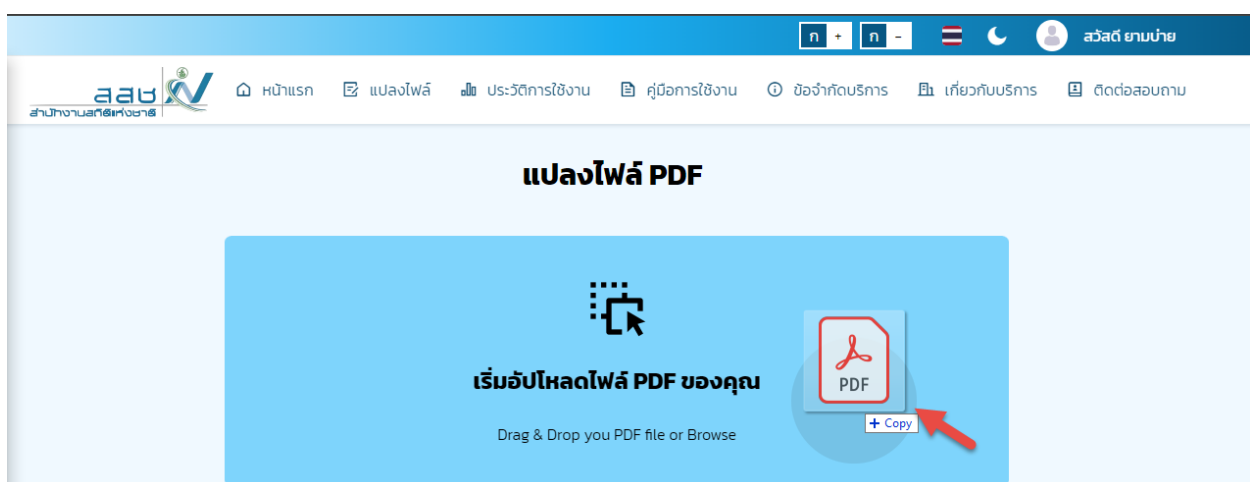 ก + ก - สวัสดี ยามบ่าย
สสช
สำนักงานสถิติแห่งชาติ
หน้าแรก แปลงไฟล์ ประวัติการใช้งาน คู่มือการใช้งาน ข้อจำกัดบริการ เกี่ยวกับบริการ ติดต่อสอบถาม
แปลงไฟล์ PDF
เริ่มอัปโหลดไฟล์ PDF ของคุณ
Drag & Drop you PDF file or Browse
PDF
+ Copy